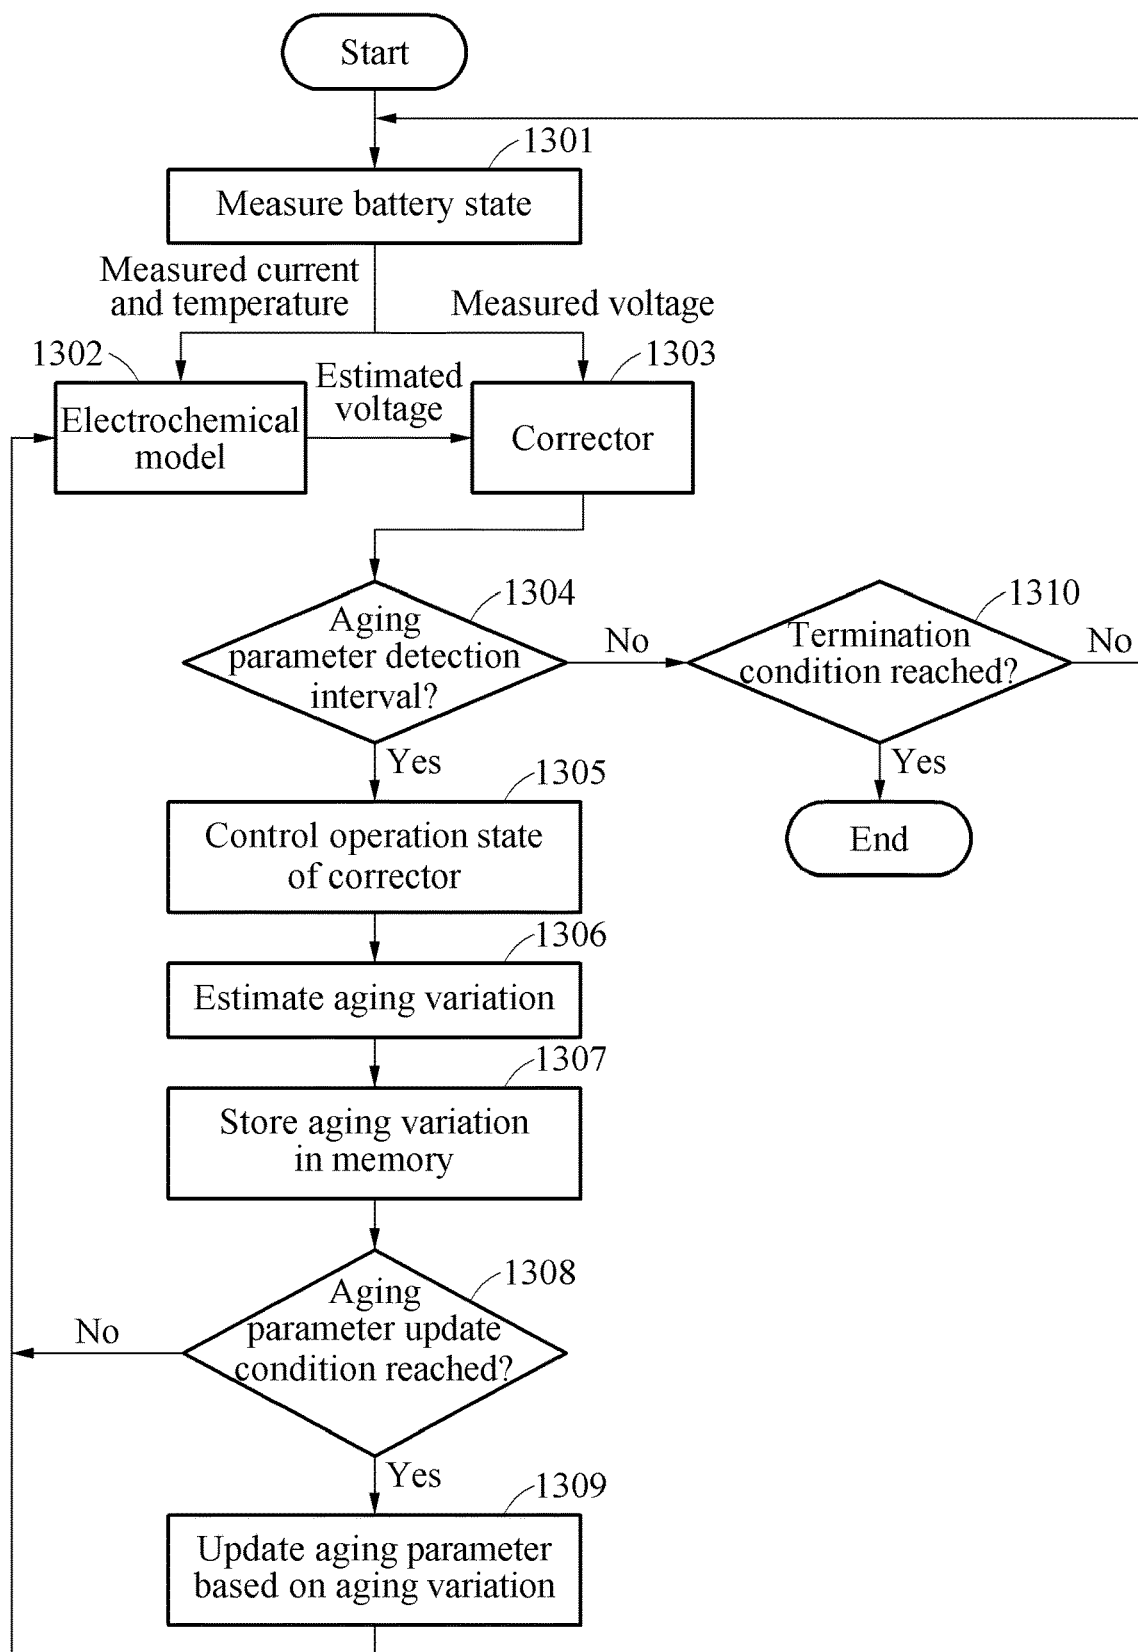 Start
1301
Measure battery state
Measured current
and temperature
Measured voltage
1302
1303
Estimated
voltage
Electrochemical
model
Corrector
1304
Aging
parameter detection
interval?
No
1310
Termination
condition reached?
No
Yes
Yes
1305
Control operation state
of corrector
End
1306
Estimate aging variation
1307
Store aging variation
in memory
1308
Aging
parameter update
condition reached?
No
Yes
1309
Update aging parameter
based on aging variation